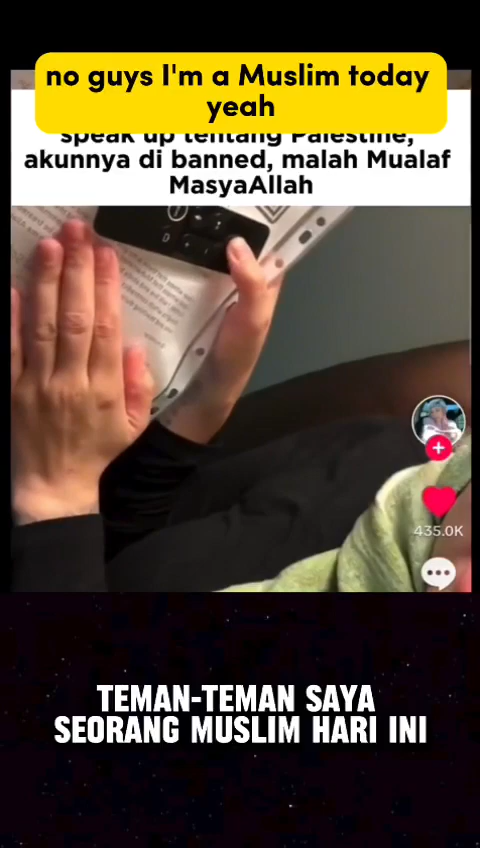 no guys I'm a Muslim today
yeah
speak up tentang Palestine,
akunnya di banned, malah Mualaf
MasyaAllah
435.0K
TEMAN-TEMAN SAYA
SEORANG MUSLIM HARI INI